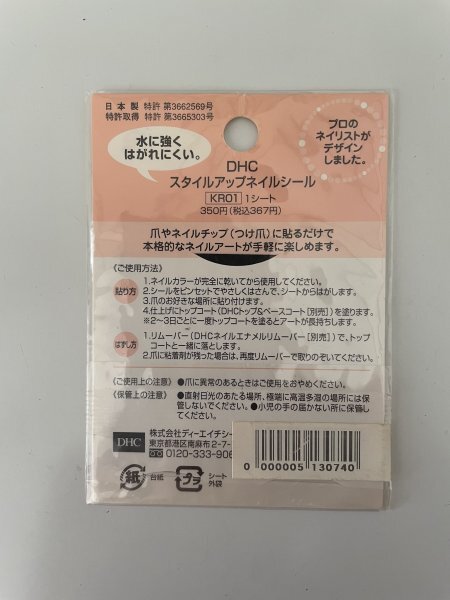 日本製 特許 第3662569号
特許取得 特許 第3665303号
水に強く
はがれにくい。
プロの
ネイリストが
デザイン
しました。
DHC
スタイルアップネイルシール
KR01 1シート
350円(税込367円)
爪やネイルチップ(つけ爪)に貼るだけで
本格的なネイルアートが手軽に楽しめます。
〈ご使用方法〉
貼り方
1.ネイルカラーが完全に乾いてから使用してください。
2.シールをピンセットでやさしくはさんで、シートからはがします。
3.爪のお好きな場所に貼り付けます。
4.仕上げにトップコート(DHCトップ&ベースコート[別売])を塗ります。
※2〜3日ごとに一度トップコートを塗るとアートが長持ちします。
はずし方
1.リムーバー(DHCネイルエナメルリムーバー[別売])で、トップ
コートと一緒に落とします。
2.爪に粘着剤が残った場合は、再度リムーバーで取りのぞいてください。
〈ご使用上の注意〉 ●爪に異常のあるときはご使用をおやめください。
〈保管上の注意〉 ●直射日光のあたる場所、極端に高温多湿の場所には保
管しないでください。●小児の手の届かない所に保管し
てください。
DHC
株式会社ディーエイチシー
東京都港区南麻布2-7-
0120-333-906
0 000005 130740
紙 台紙
プラ シート
外袋